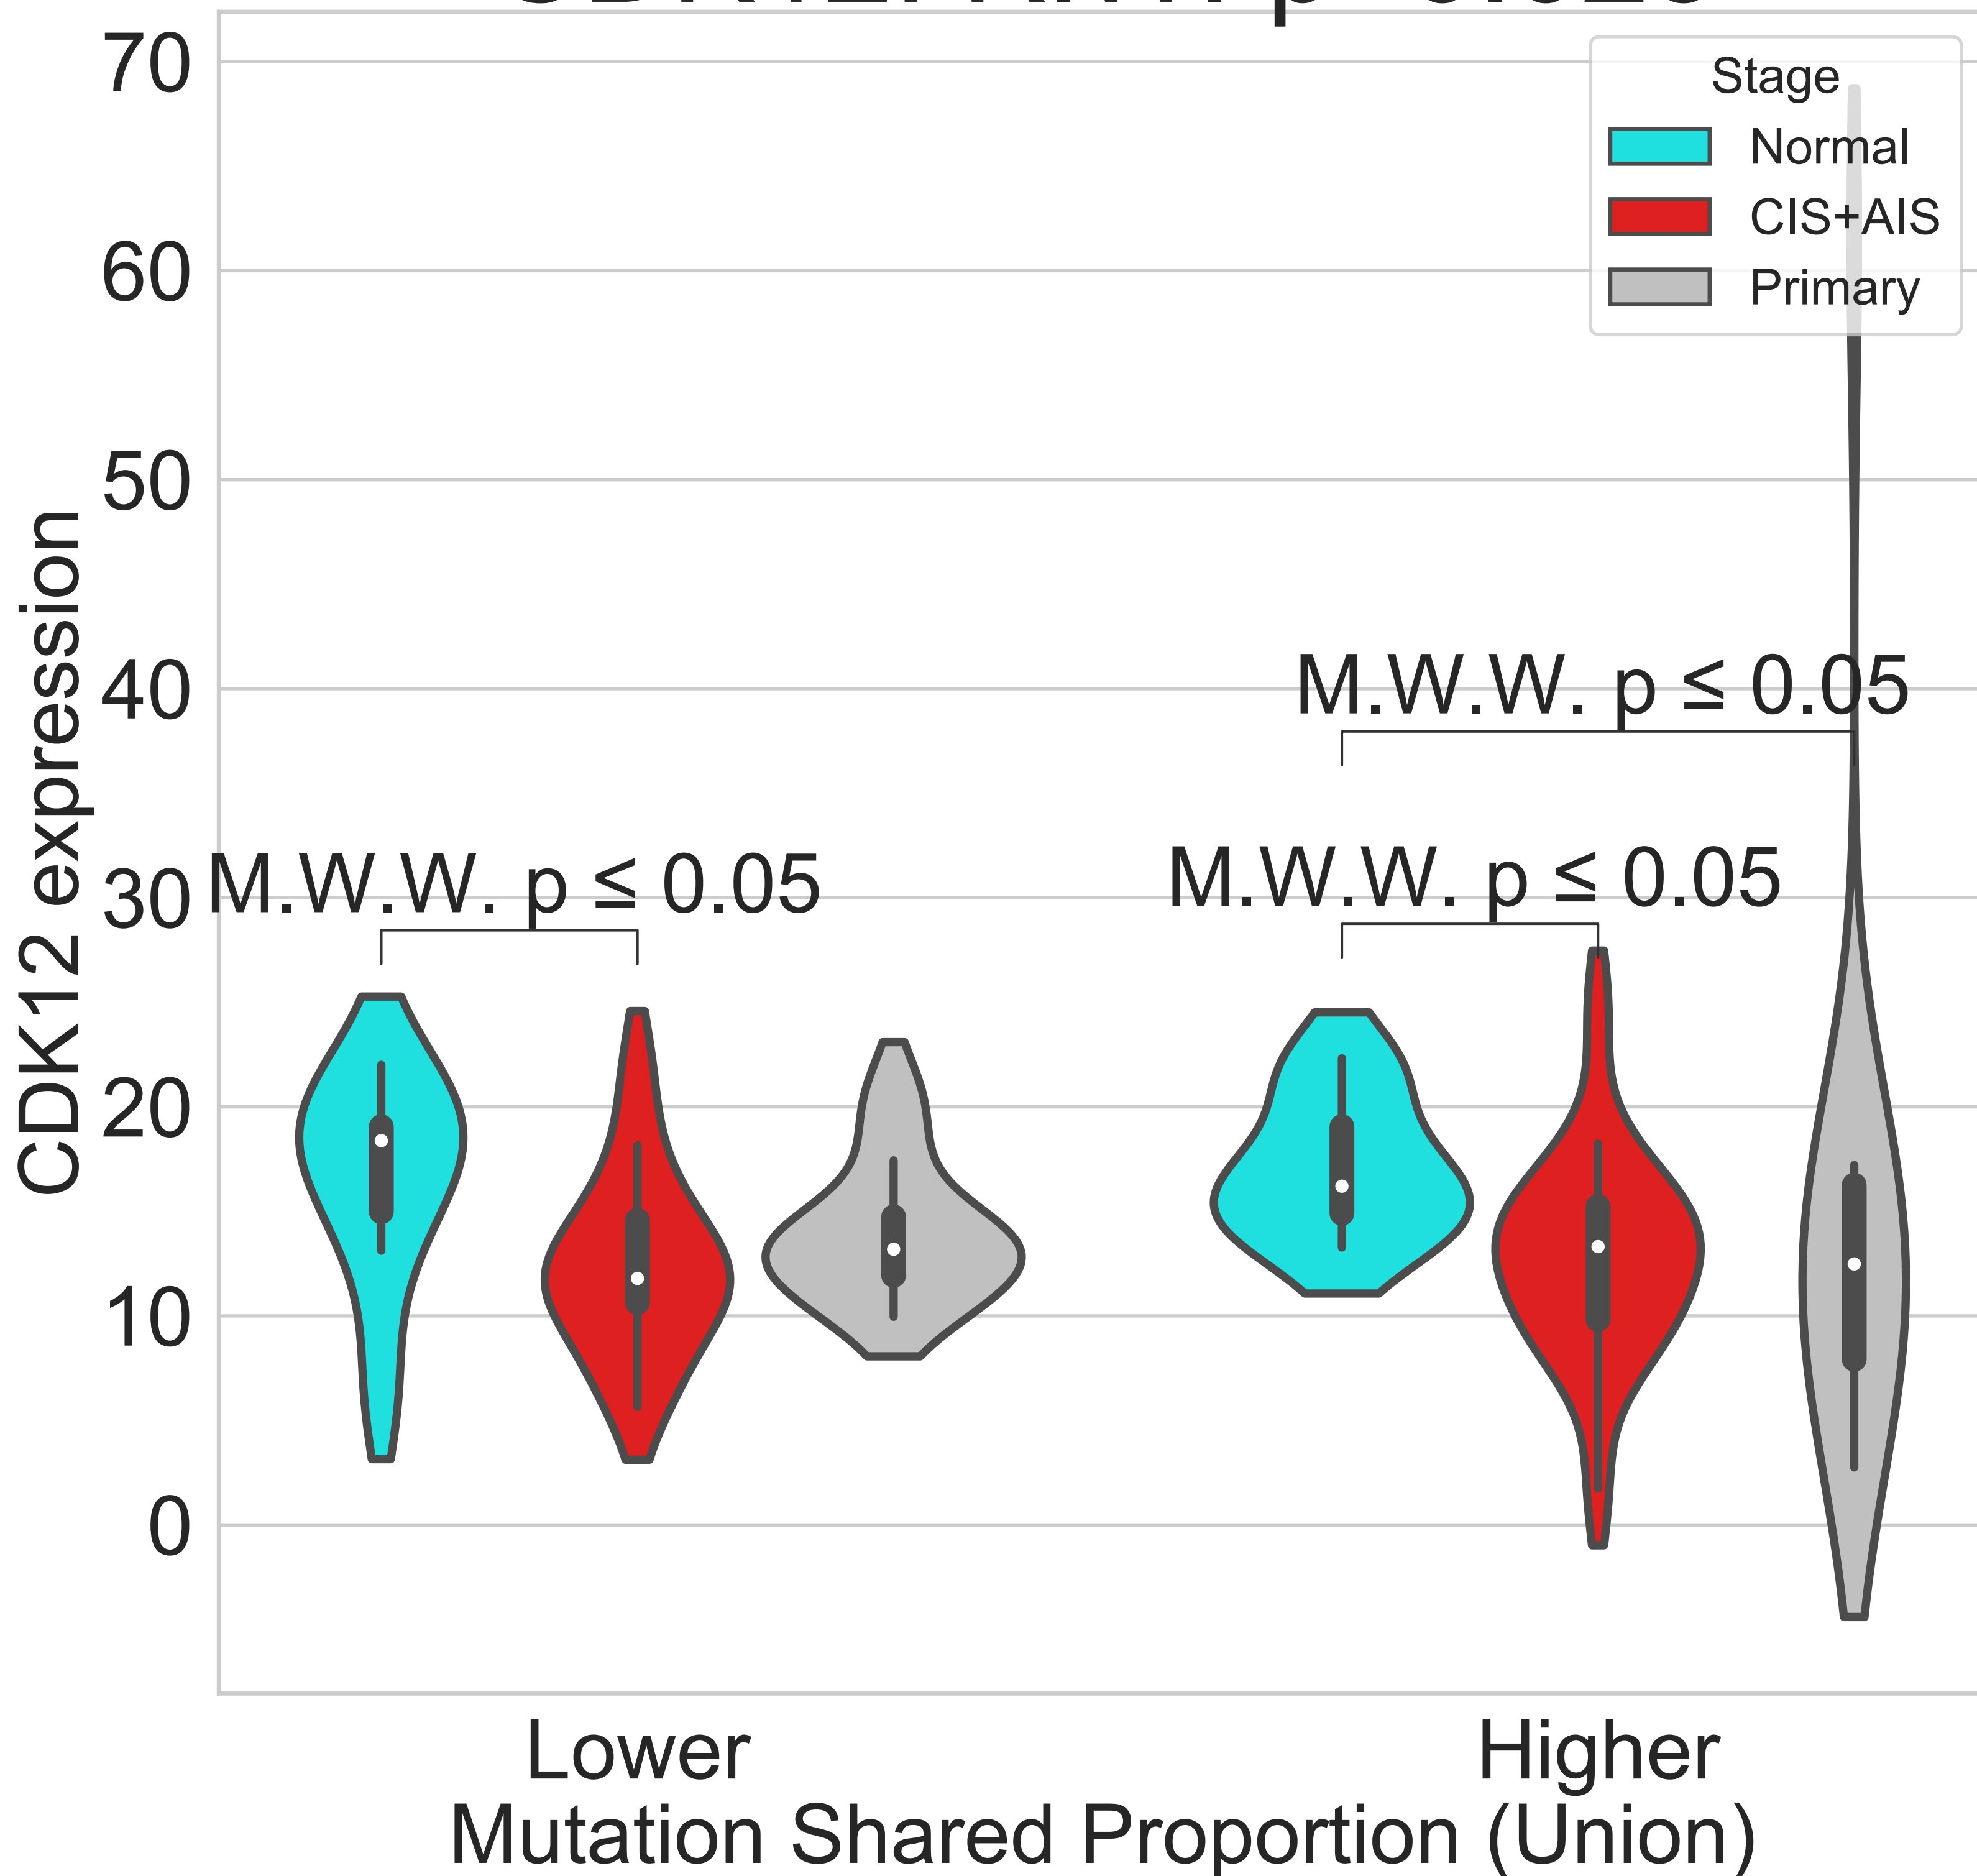 70
60
50
40
30
20
10
0
CDK12 expression
Stage
Normal
CIS+AIS
Primary
M.W.W. p ≤ 0.05
M.W.W. p ≤ 0.05
M.W.W. p ≤ 0.05
Lower
Higher
Mutation Shared Proportion (Union)